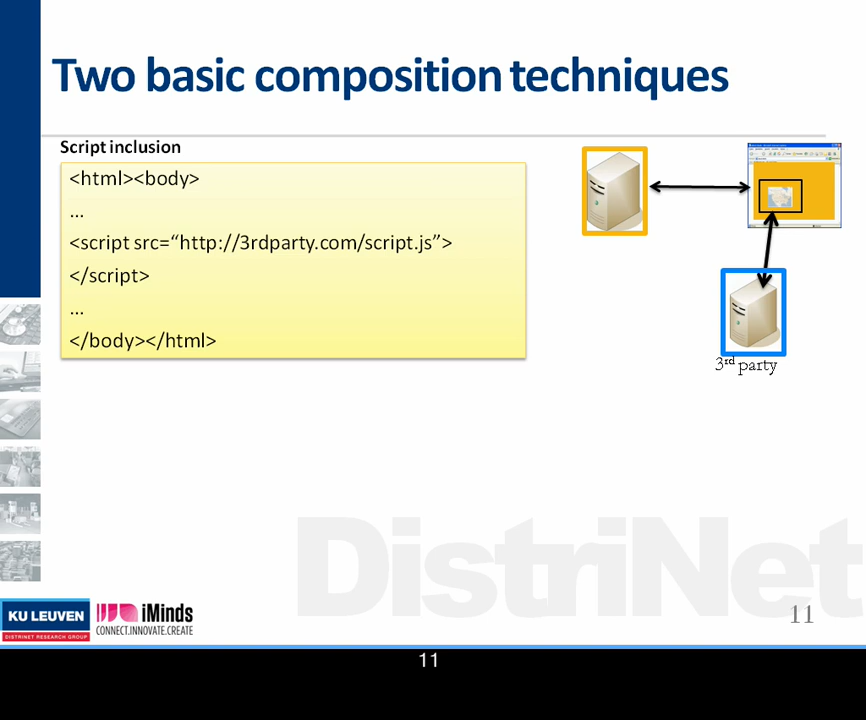 Two basic composition techniques
Script inclusion
<html><body>
...
<script src=“http://3rdparty.com/script.js”>
</script>
...
</body></html>
3rd party
DistriNet
KU LEUVEN
DISTRINET RESEARCH GROUP
iMinds
CONNECT.INNOVATE.CREATE
11
11